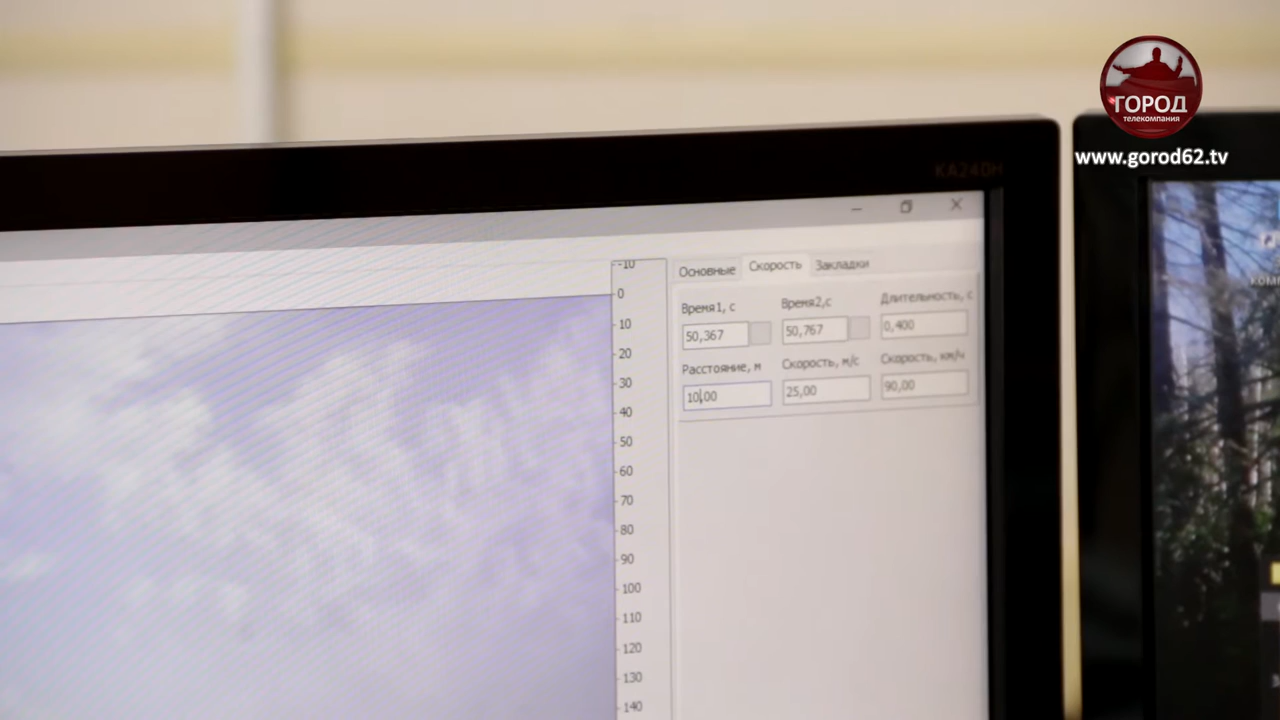 ГОРОД
телекомпания
www.gorod62.tv
KA240H
Основные Скорость Закладки
Время1, с Время2,с Длительность, с
50,367 50,767 0,400
Расстояние, м Скорость, м/с Скорость, км/ч
10,00 25,00 90,00
-10
0
10
20
30
40
50
60
70
80
90
100
110
120
130
140